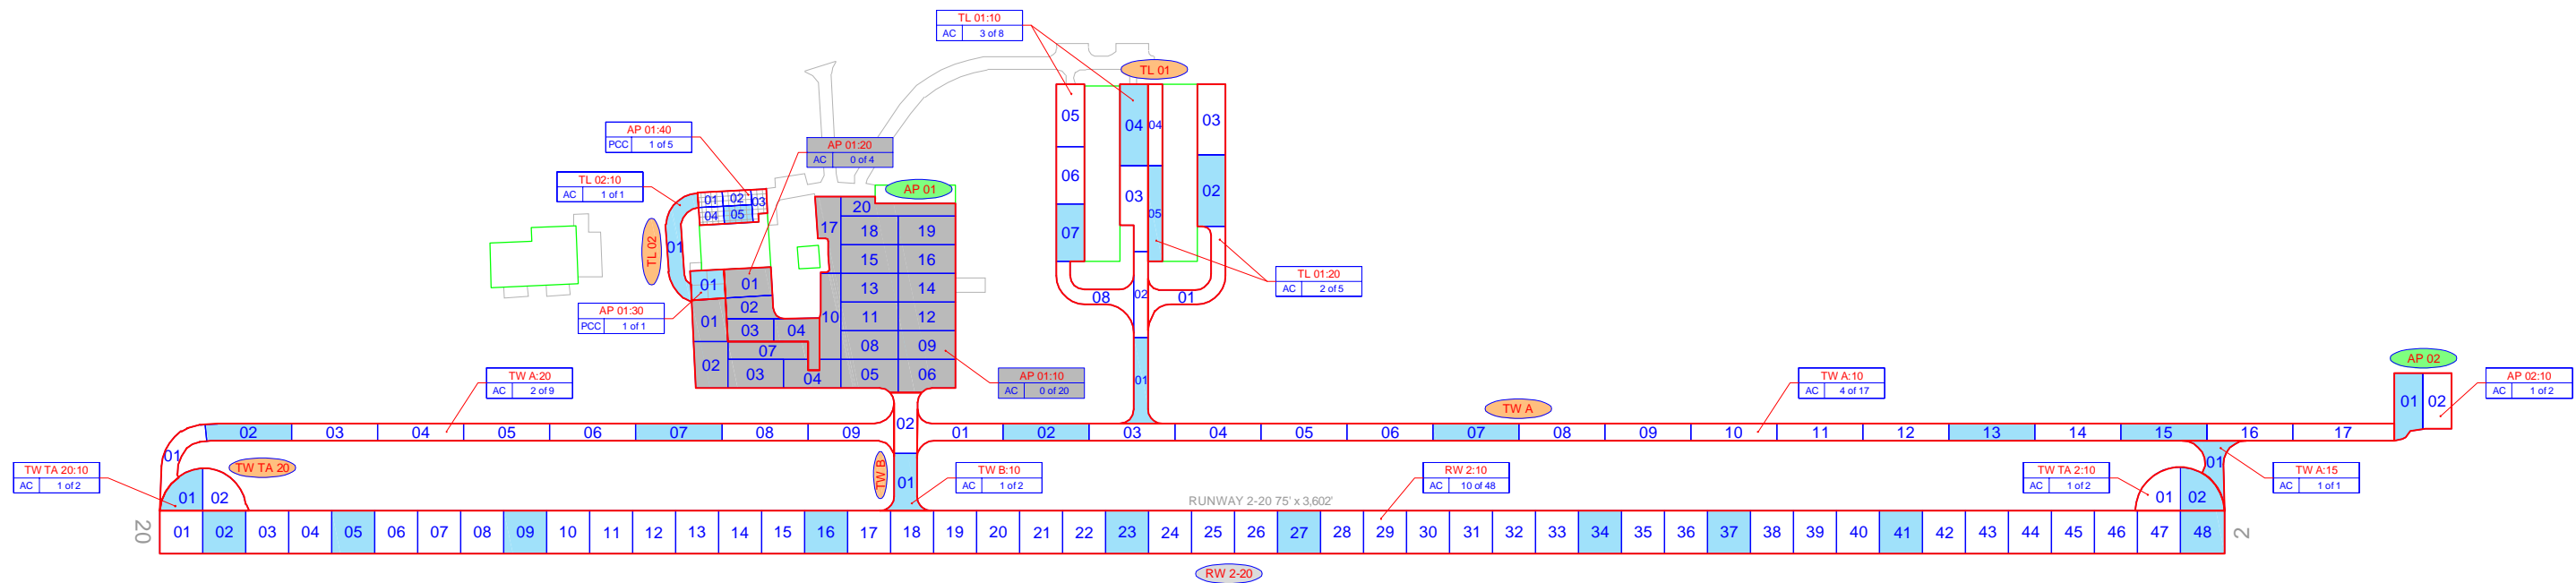 TL 01:10
AC 3 of 8
TL 01
AP 01:40
PCC 1 of 5
AP 01:20
AC 0 of 4
TL 02:10
AC 1 of 1
AP 01
TL 02
01 02 03
04 05
01
05 04 04 03
06 03 05 02
07
08 02 01
01
TL 01:20
AC 2 of 5
20
17 18 19
15 16
13 14
10 11 12
08 09
05 06
01 01
02
01 03 04
07
02 03 04
AP 01:30
PCC 1 of 1
AP 01:10
AC 0 of 20
TW A:20
AC 2 of 9
TW A
TW A:10
AC 4 of 17
AP 02
AP 02:10
AC 1 of 2
01 02
02 03 04 05 06 07 08 09 02 01 02 03 04 05 06 07 08 09 10 11 12 13 14 15 16 17
01
TW TA 20
TW TA 20:10
AC 1 of 2
01 02
TW B
01
TW B:10
AC 1 of 2
RW 2:10
AC 10 of 48
TW TA 2:10
AC 1 of 2
01 02
01
TW A:15
AC 1 of 1
RUNWAY 2-20 75' x 3,602'
20
01 02 03 04 05 06 07 08 09 10 11 12 13 14 15 16 17 18 19 20 21 22 23 24 25 26 27 28 29 30 31 32 33 34 35 36 37 38 39 40 41 42 43 44 45 46 47 48
2
RW 2-20